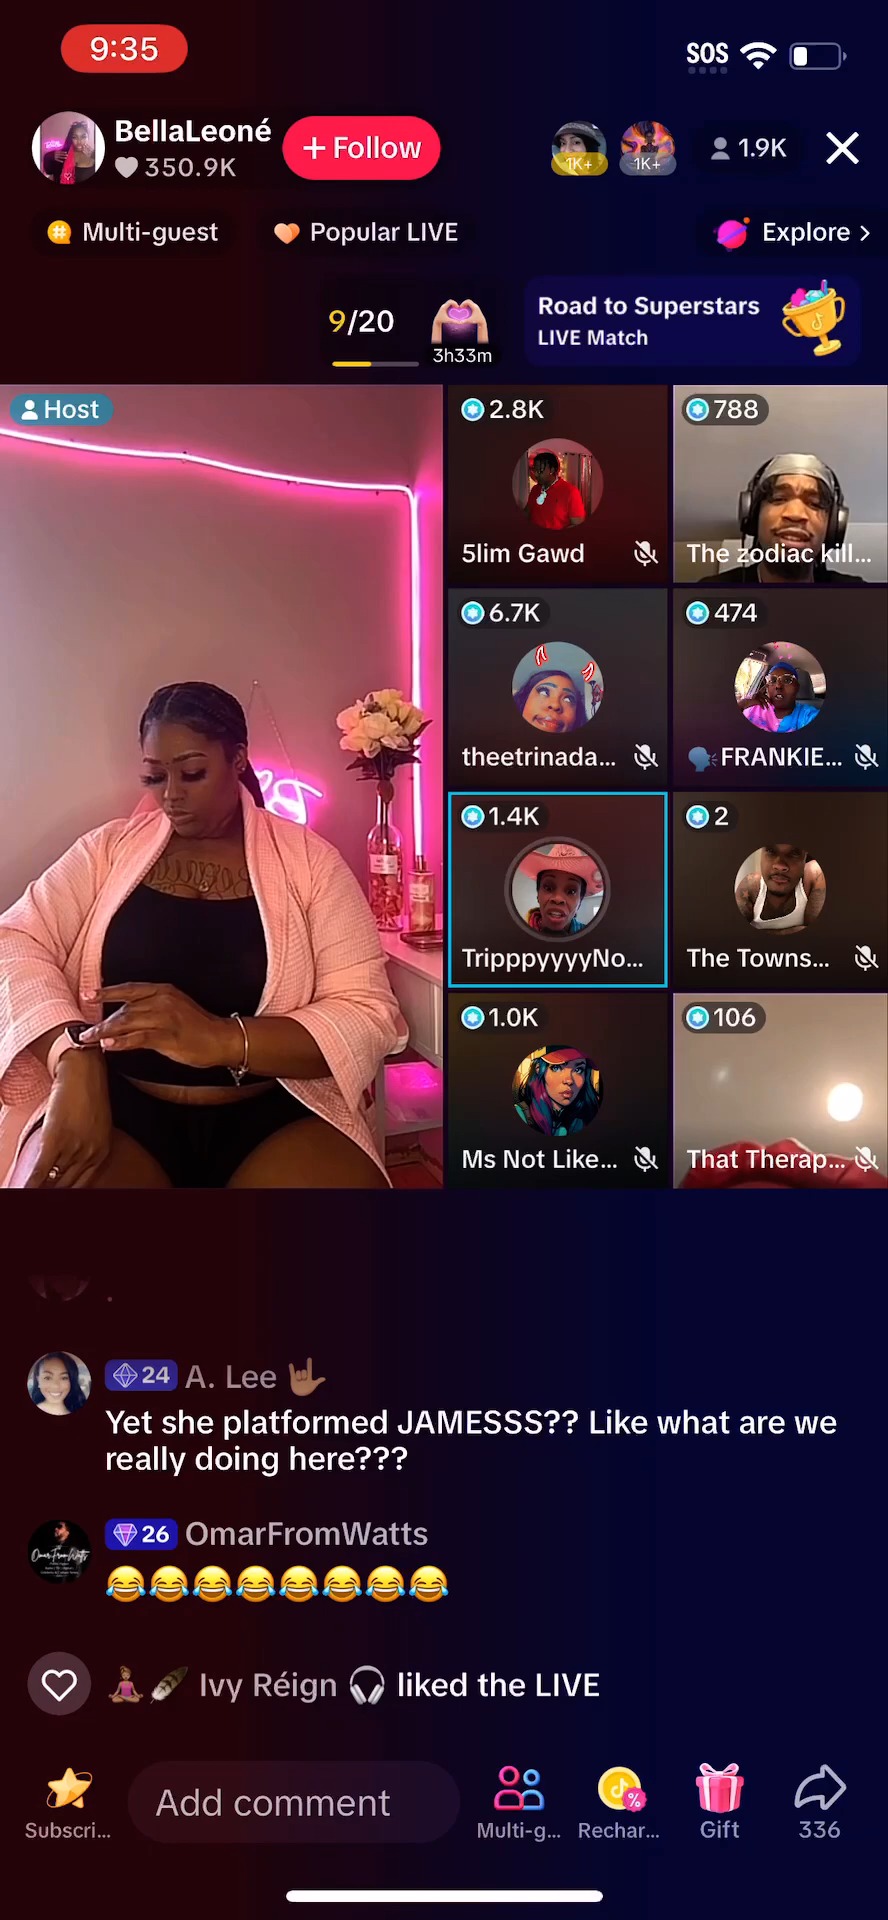 9:35
SOS
BellaLeoné
350.9K
+ Follow
1K+
1K+
1.9K
Multi-guest
Popular LIVE
Explore >
9/20
3h33m
Road to Superstars
LIVE Match
Host
2.8K
5lim Gawd
788
The zodiac kill...
6.7K
theetrinada...
474
🗣️FRANKIE...
1.4K
TripppyyyyNo...
2
The Towns...
1.0K
Ms Not Like...
106
That Therap...
24 A. Lee 🤟🏽
Yet she platformed JAMESSS?? Like what are we
really doing here???
26 OmarFromWatts
😂😂😂😂😂😂😂😂
🧘🏽‍♀️🪶 Ivy Réign 🎧 liked the LIVE
Subscri...
Add comment
Multi-g...
Rechar...
Gift
336